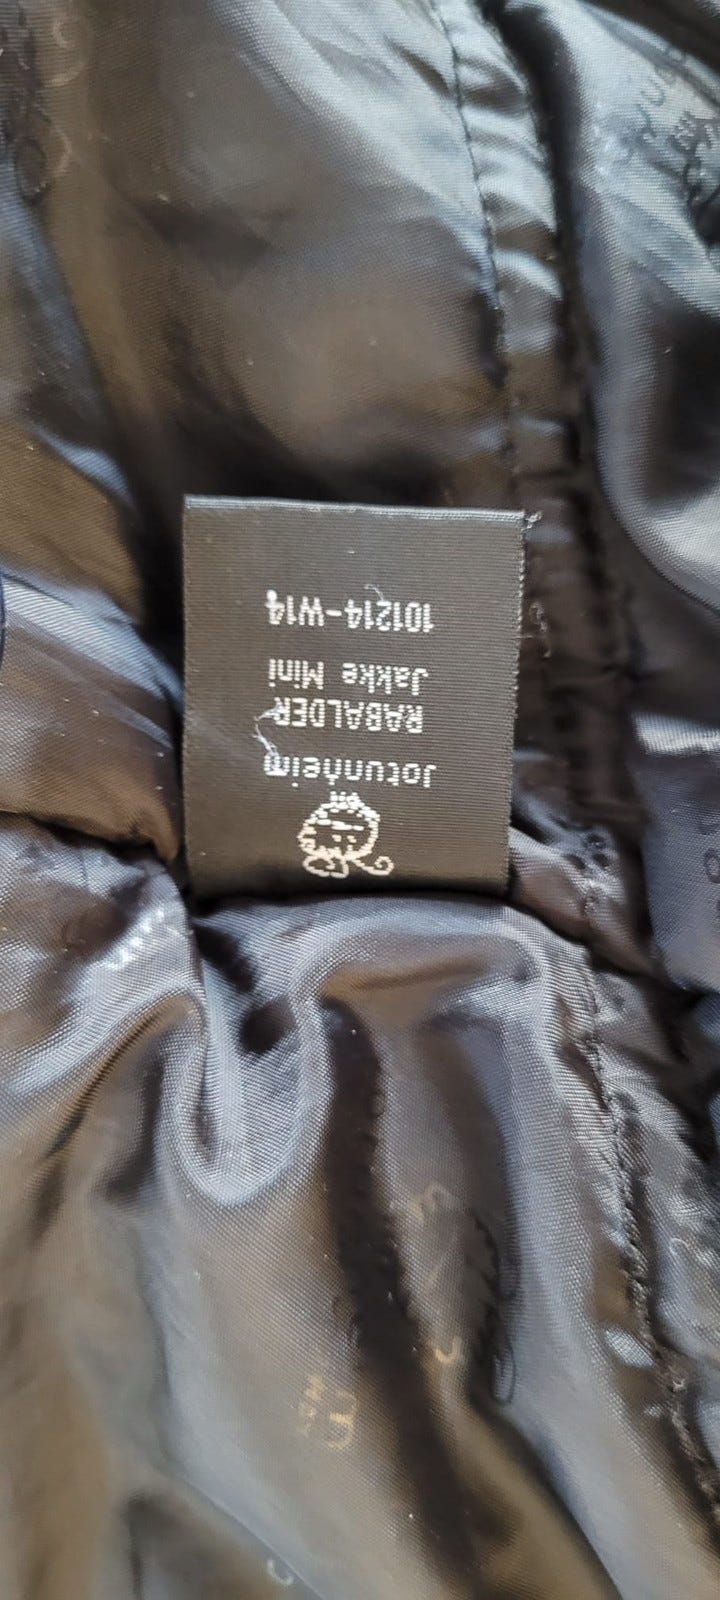 Jotunheim
RABALDER
Jakke Mini
101214-W14